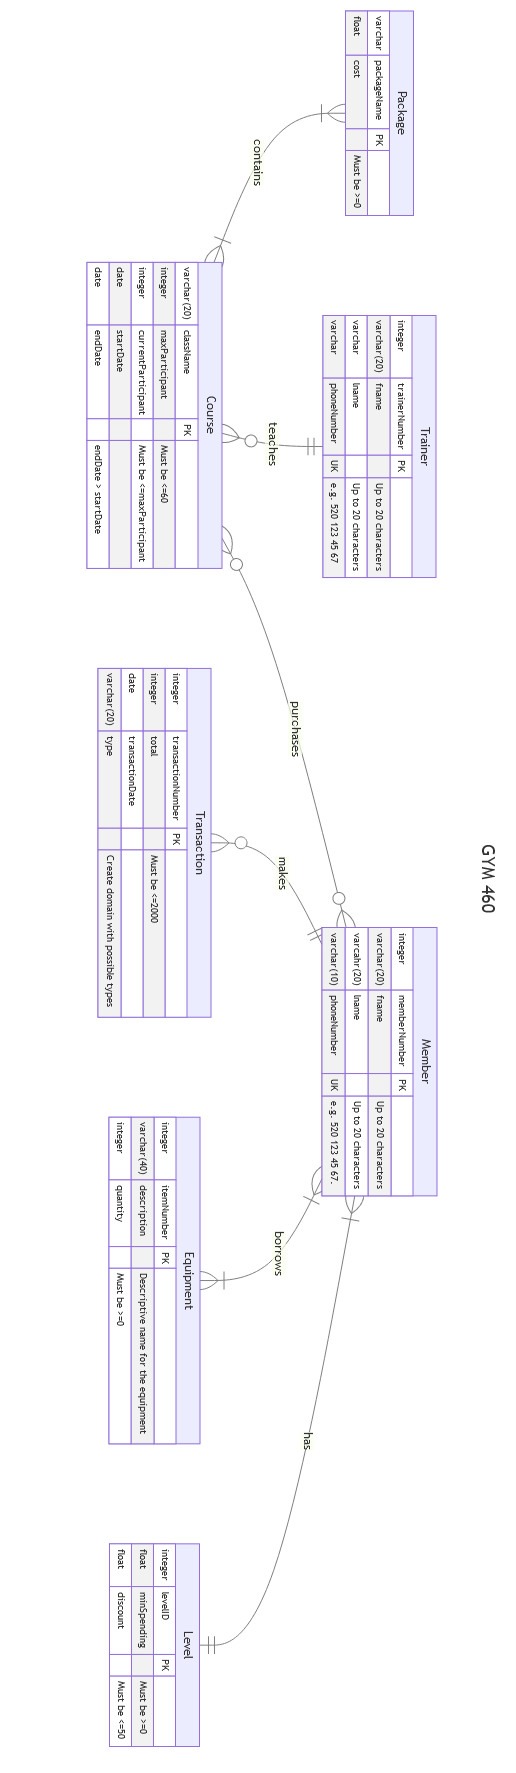 GYM 460
Package
varchar packageName PK
float cost Must be >=0
Trainer
integer trainerNumber PK
varchar(20) fname Up to 20 characters
varchar lname Up to 20 characters
varchar phoneNumber UK e.g. 520 123 45 67
Member
integer memberNumber PK
varchar(20) fname Up to 20 characters
varcahr(20) lname Up to 20 characters
varchar(10) phoneNumber UK e.g. 520 123 45 67.
contains
teaches
purchases
makes
borrows
has
Course
varchar(20) className PK
integer maxParticipant Must be <=60
integer currentParticipant Must be <=maxParticipant
date startDate
date endDate endDate > startDate
Transaction
integer transactionNumber PK
integer total Must be <=2000
date transactionDate
varchar(20) type Create domain with possible types
Equipment
integer itemNumber PK
varchar(40) description Descriptive name for the equipment
integer quantity Must be >=0
Level
integer levelID PK
float minSpending Must be >=0
float discount Must be <=50